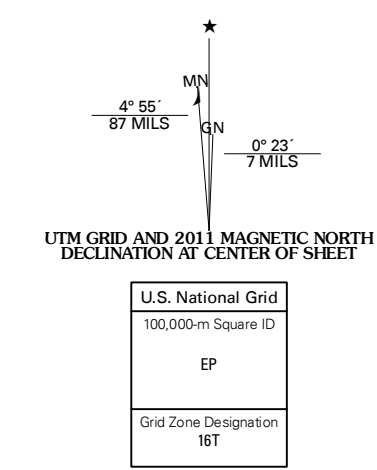 ★
MN
4° 55´
87 MILS
GN
0° 23´
7 MILS
UTM GRID AND 2011 MAGNETIC NORTH
DECLINATION AT CENTER OF SHEET
U.S. National Grid
100,000-m Square ID
EP
Grid Zone Designation
16T